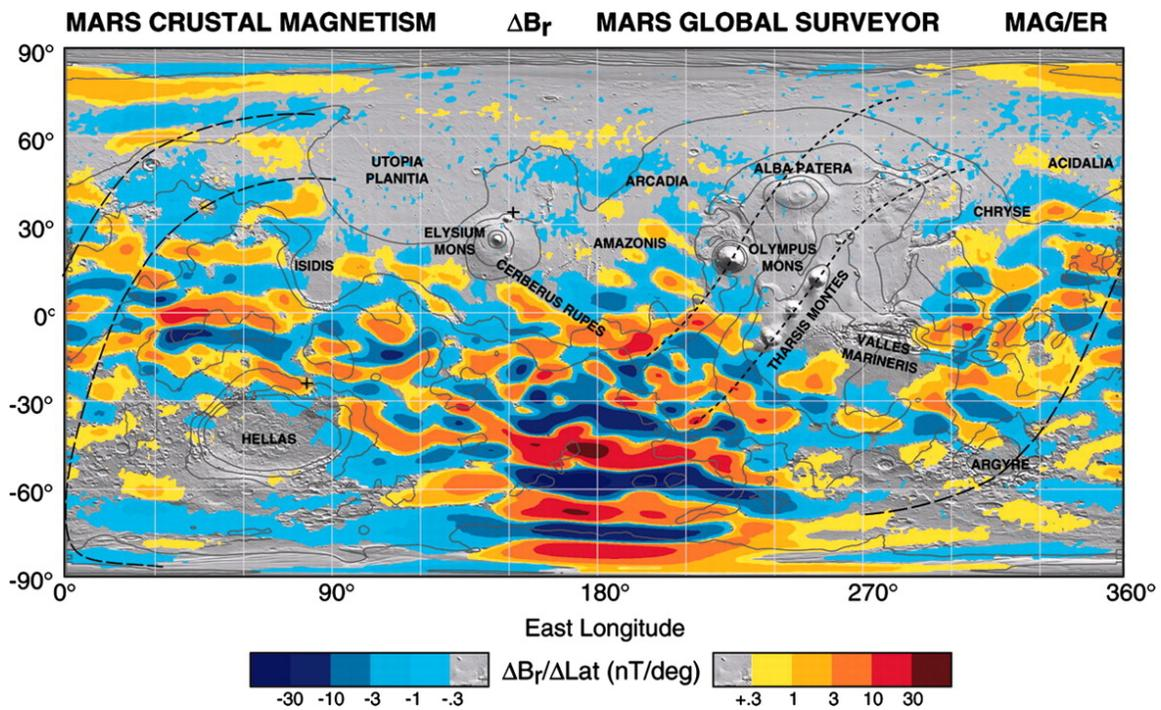 MARS CRUSTAL MAGNETISM ΔBr MARS GLOBAL SURVEYOR MAG/ER
90°
60°
30°
0°
-30°
-60°
-90°
UTOPIA
PLANITIA
ARCADIA
ALBA PATERA
ACIDALIA
CHRYSE
ELYSIUM
MONS
AMAZONIS
OLYMPUS
MONS
ISIDIS
CERBERUS RUPES
THARSIS MONTES
VALLES
MARINERIS
HELLAS
ARGYRE
0° 90° 180° 270° 360°
East Longitude
ΔBr/ΔLat (nT/deg)
-30 -10 -3 -1 -.3 +.3 1 3 10 30